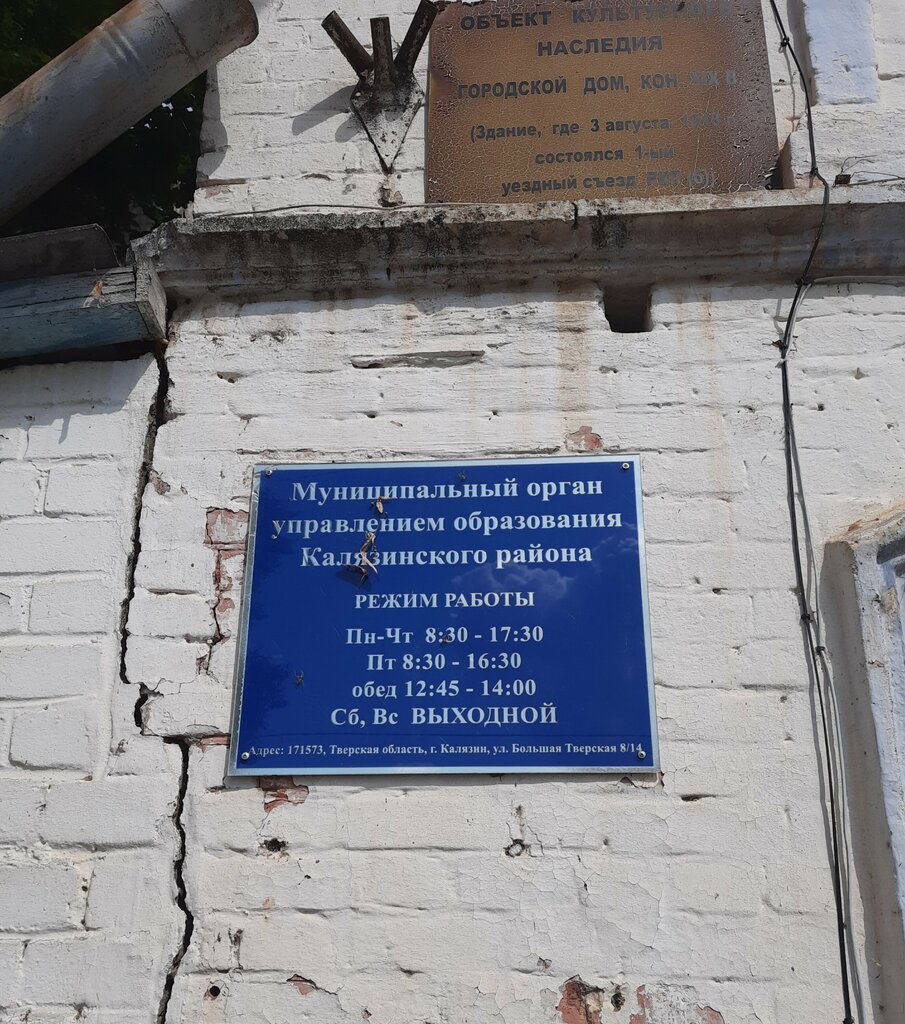 ОБЪЕКТ КУЛЬТУРНОГО
НАСЛЕДИЯ
ГОРОДСКОЙ ДОМ, КОН. XIX В.
(Здание, где 3 августа
состоялся 1-ый
уездный съезд РКП(б))
Муниципальный орган
управлением образования
Калязинского района
РЕЖИМ РАБОТЫ
Пн-Чт 8:30 - 17:30
Пт 8:30 - 16:30
обед 12:45 - 14:00
Сб, Вс ВЫХОДНОЙ
Адрес: 171573, Тверская область, г. Калязин, ул. Большая Тверская 8/14